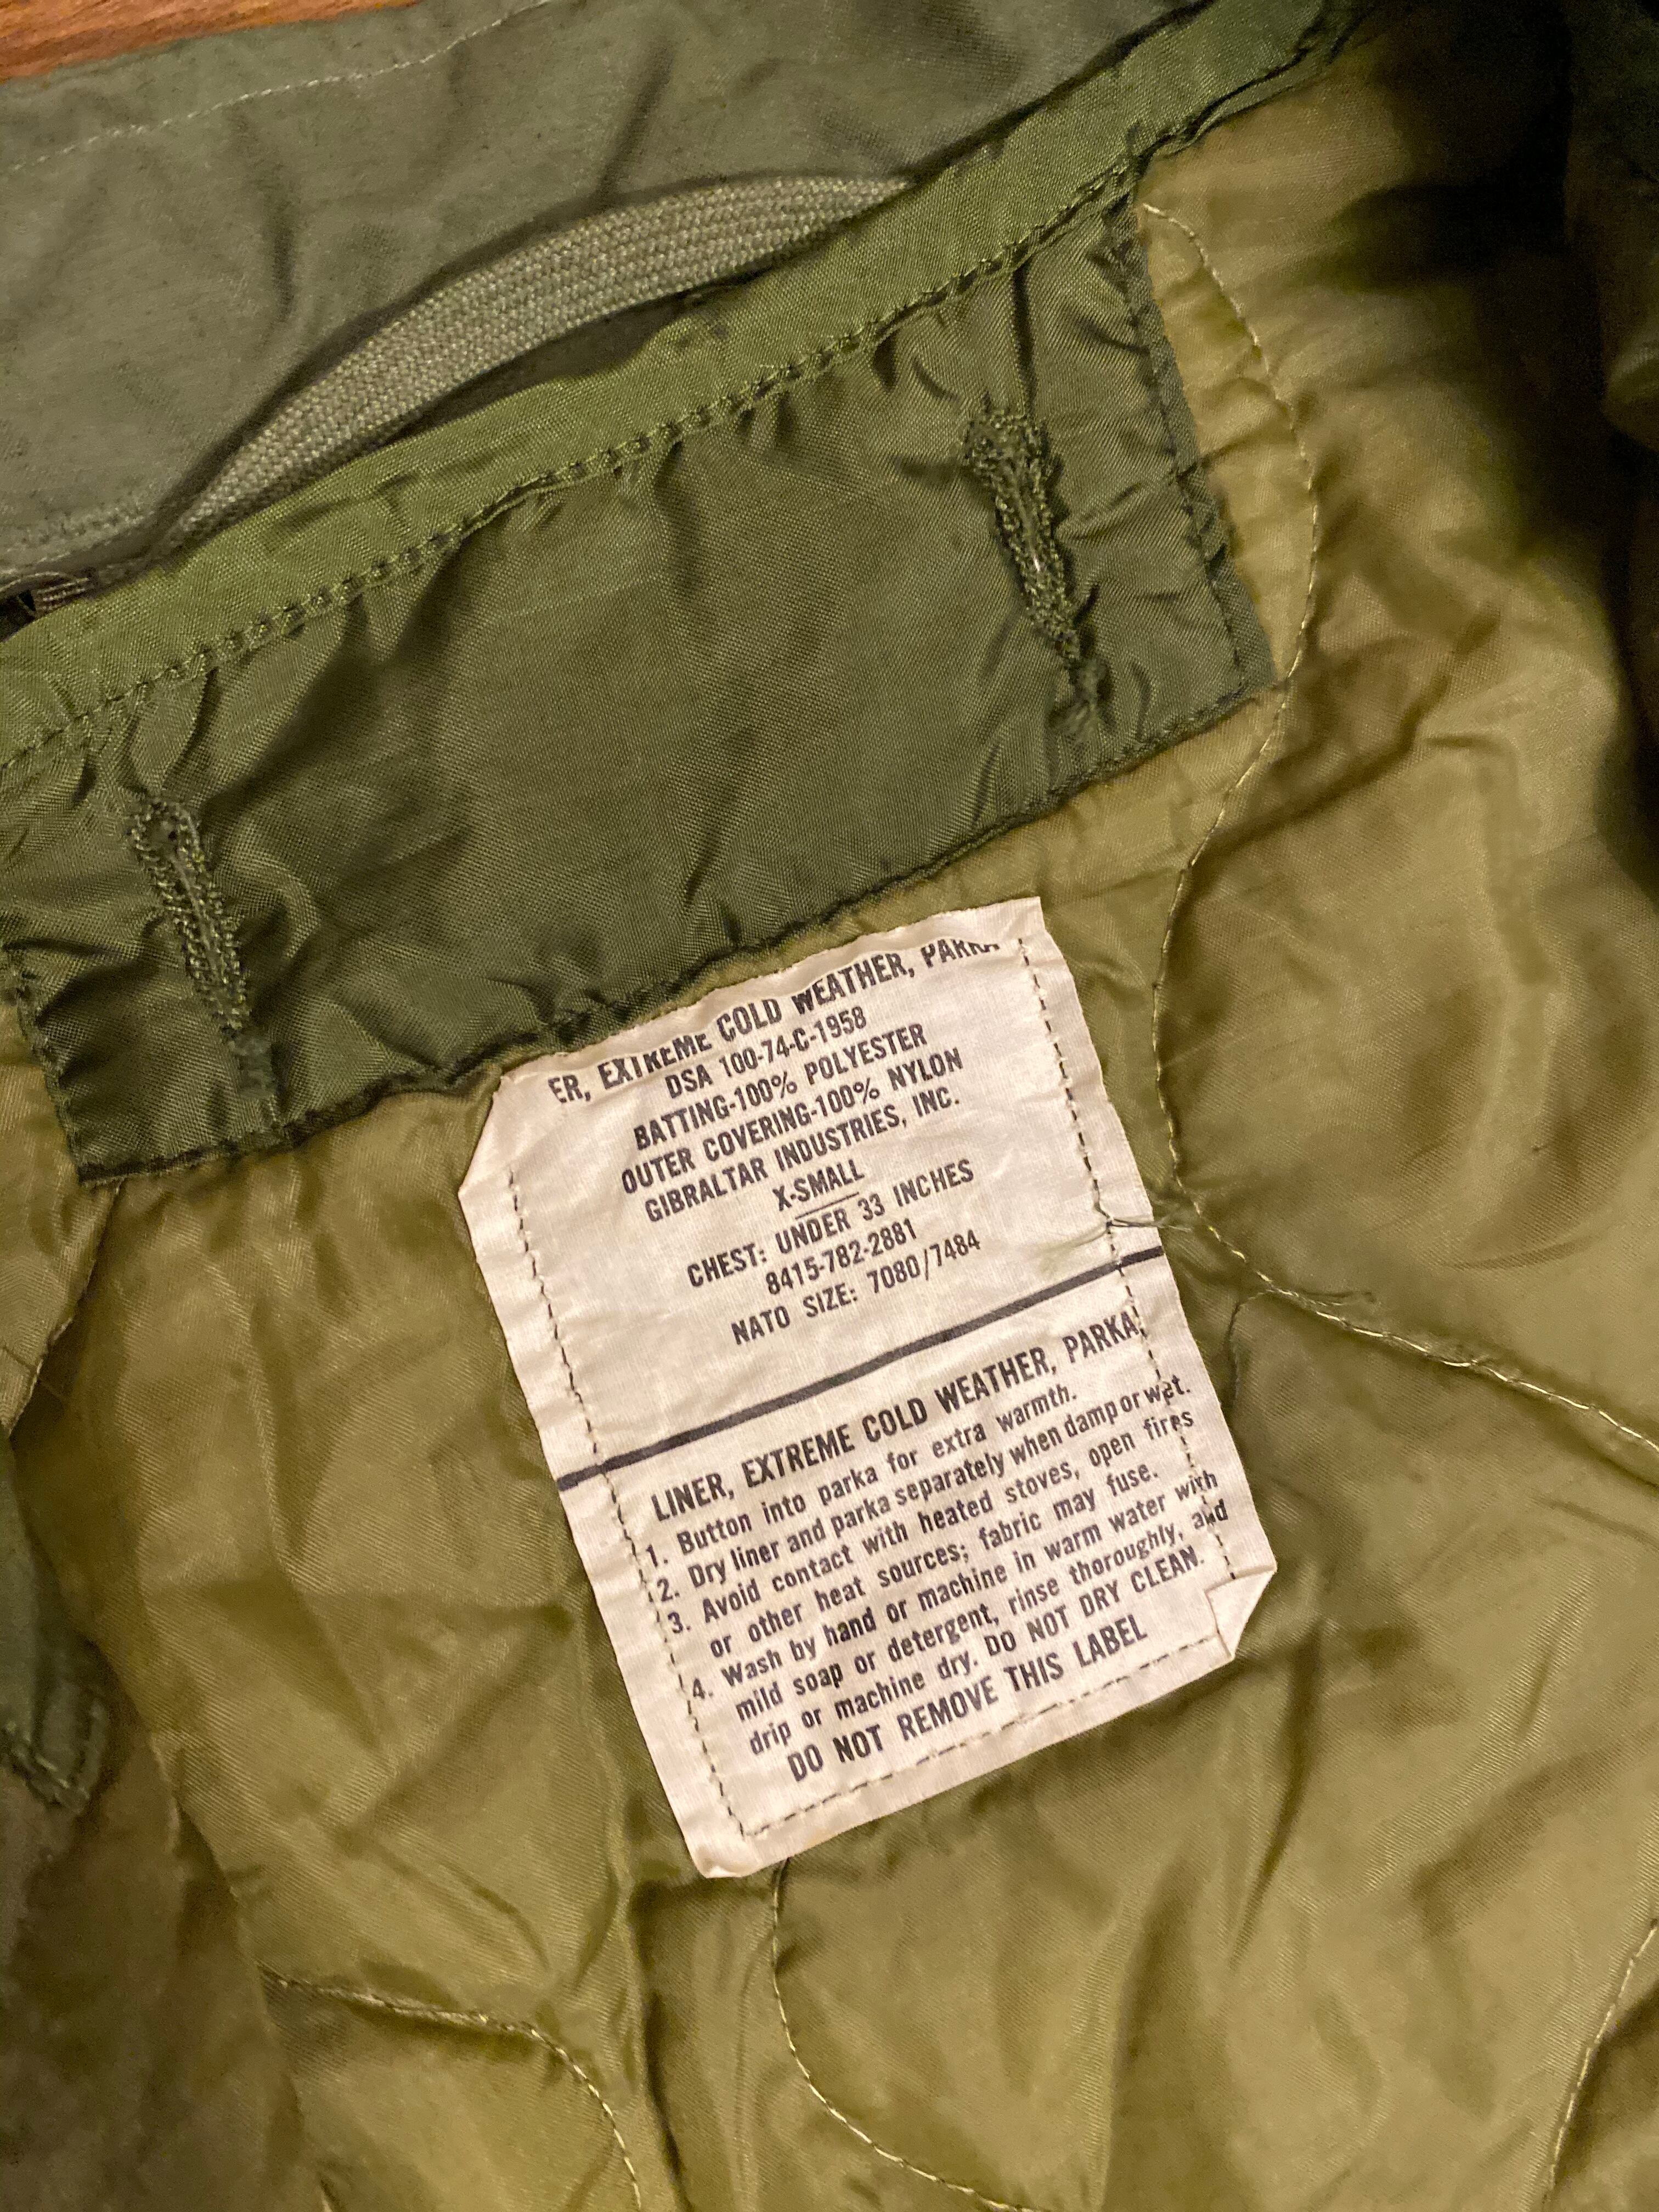 ER, EXTREME COLD WEATHER, PARKA
DSA 100-74-C-1958
BATTING-100% POLYESTER
OUTER COVERING-100% NYLON
GIBRALTAR INDUSTRIES, INC.
X-SMALL
CHEST: UNDER 33 INCHES
8415-782-2881
NATO SIZE: 7080/7484
LINER, EXTREME COLD WEATHER, PARKA,
1. Button into parka for extra warmth.
2. Dry liner and parka separately when damp or wet.
3. Avoid contact with heated stoves, open fires
or other heat sources; fabric may fuse.
4. Wash by hand or machine in warm water with
mild soap or detergent, rinse thoroughly, and
drip or machine dry. DO NOT DRY CLEAN.
DO NOT REMOVE THIS LABEL